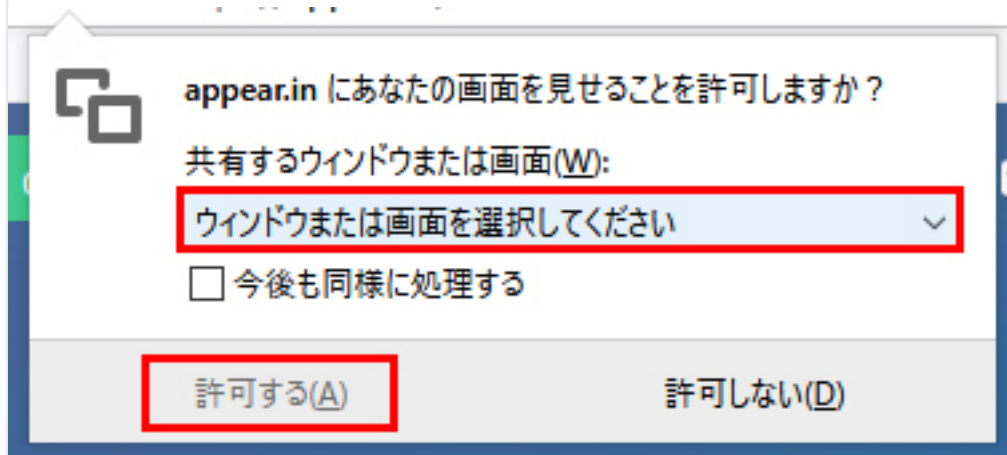 appear.in にあなたの画面を見せることを許可しますか？
共有するウィンドウまたは画面(W):
ウィンドウまたは画面を選択してください
今後も同様に処理する
許可する(A) 許可しない(D)